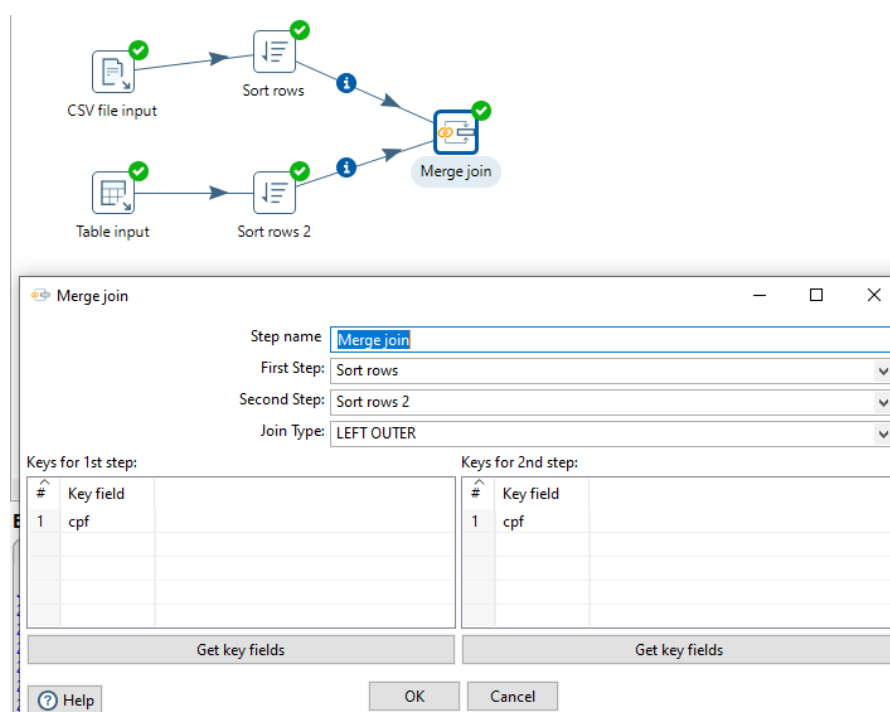 Sort rows
CSV file input
Merge join
Table input
Sort rows 2
Merge join
Step name Merge join
First Step: Sort rows
Second Step: Sort rows 2
Join Type: LEFT OUTER
Keys for 1st step: Keys for 2nd step:
# Key field # Key field
1 cpf 1 cpf
Get key fields Get key fields
Help OK Cancel